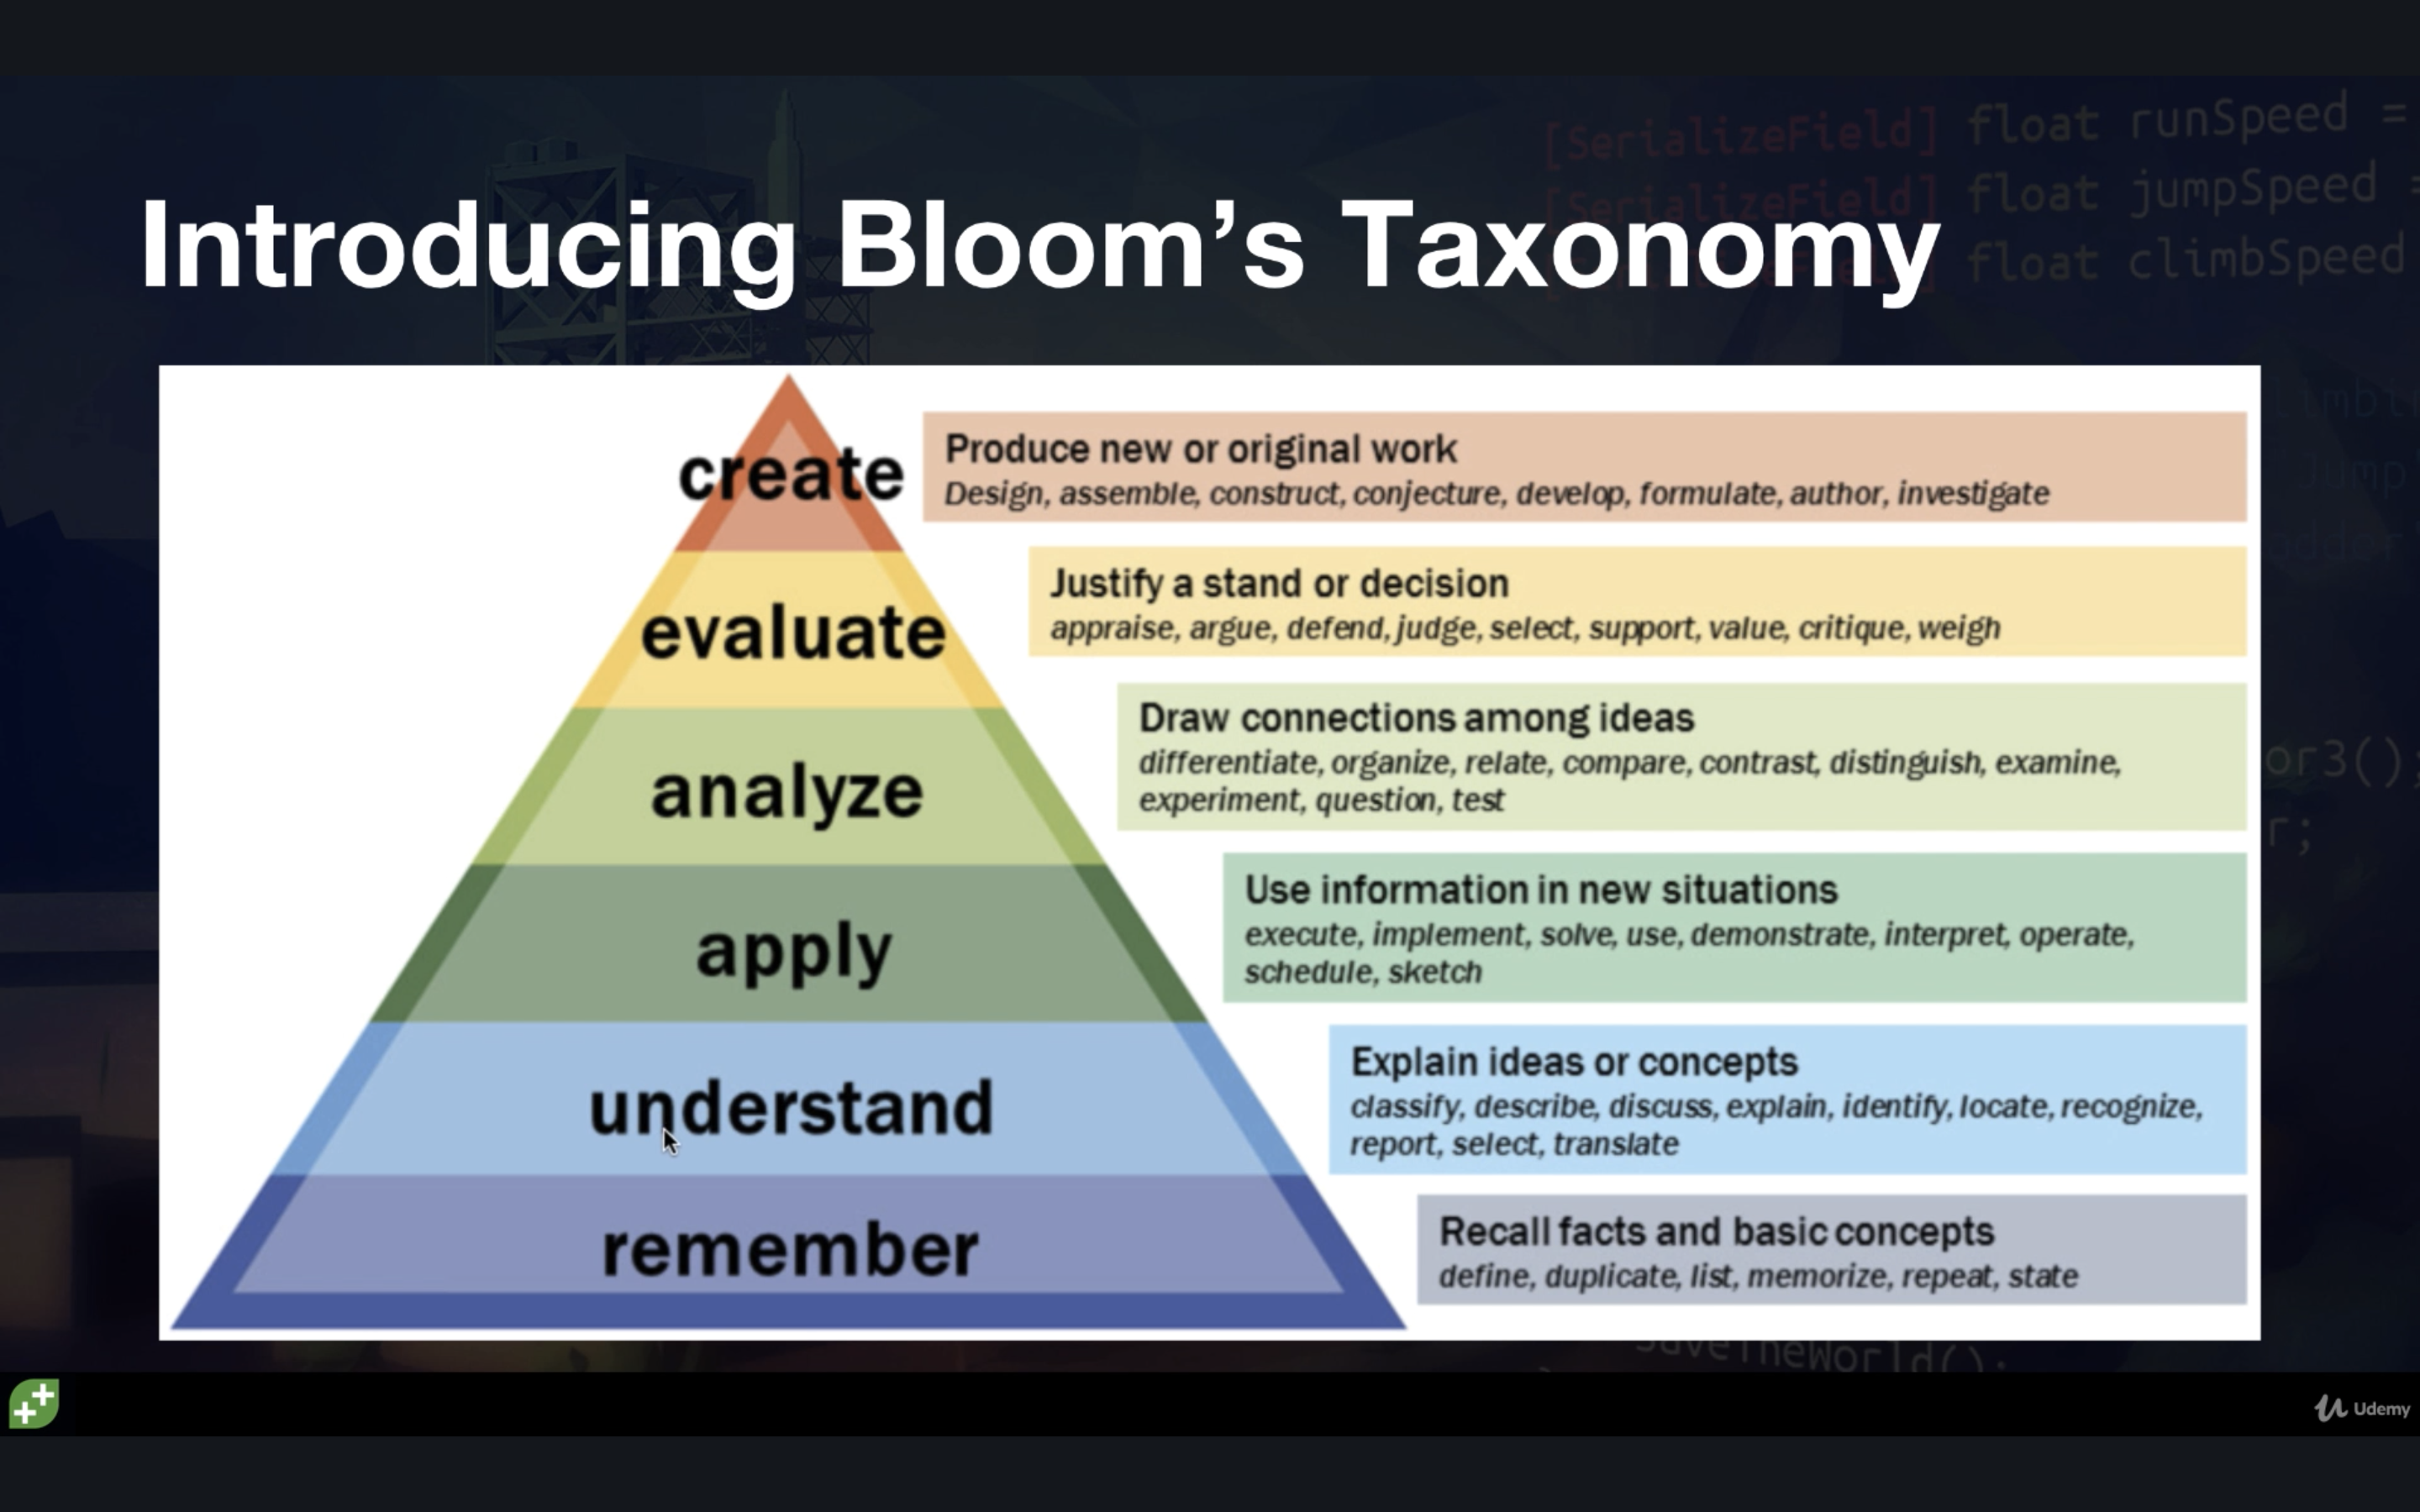 [SerializeField] float runSpeed =
[SerializeField] float jumpSpeed =
float climbSpeed
Introducing Bloom's Taxonomy
create
Produce new or original work
Design, assemble, construct, conjecture, develop, formulate, author, investigate
evaluate
Justify a stand or decision
appraise, argue, defend, judge, select, support, value, critique, weigh
analyze
Draw connections among ideas
differentiate, organize, relate, compare, contrast, distinguish, examine,
experiment, question, test
apply
Use information in new situations
execute, implement, solve, use, demonstrate, interpret, operate,
schedule, sketch
understand
Explain ideas or concepts
classify, describe, discuss, explain, identify, locate, recognize,
report, select, translate
remember
Recall facts and basic concepts
define, duplicate, list, memorize, repeat, state
or3();
r;
SaveTheWorld();
Udemy